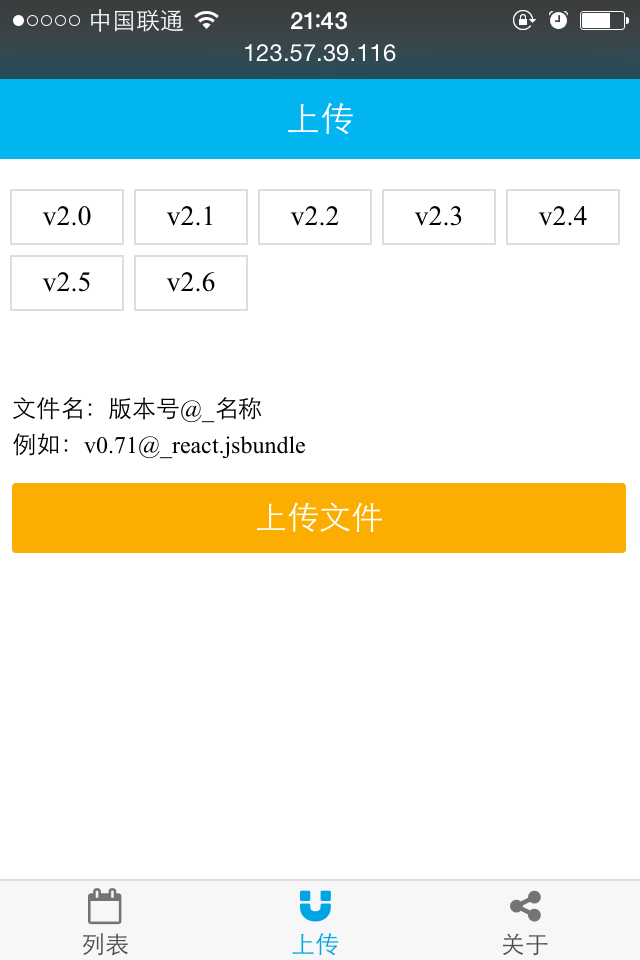 中国联通 21:43
123.57.39.116
上传
v2.0 v2.1 v2.2 v2.3 v2.4
v2.5 v2.6
文件名：版本号@_名称
例如：v0.71@_react.jsbundle
上传文件
列表 上传 关于